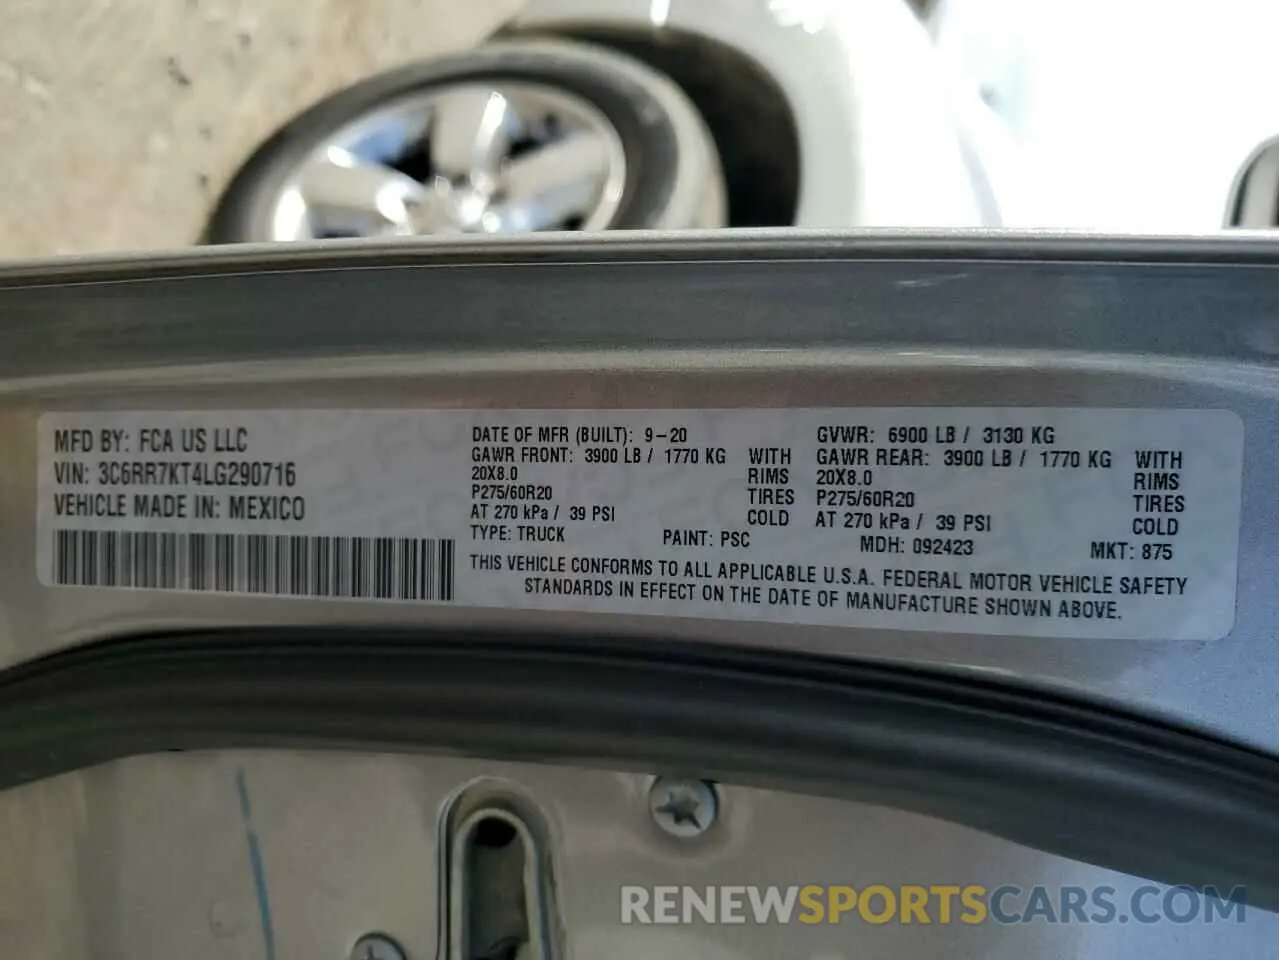 MFD BY: FCA US LLC
VIN: 3C6RR7KT4LG290716
VEHICLE MADE IN: MEXICO
DATE OF MFR (BUILT): 9-20
GAWR FRONT: 3900 LB / 1770 KG WITH
20X8.0 RIMS
P275/60R20 TIRES
AT 270 kPa / 39 PSI COLD
TYPE: TRUCK PAINT: PSC
GVWR: 6900 LB / 3130 KG
GAWR REAR: 3900 LB / 1770 KG WITH
20X8.0 RIMS
P275/60R20 TIRES
AT 270 kPa / 39 PSI COLD
MDH: 092423 MKT: 875
THIS VEHICLE CONFORMS TO ALL APPLICABLE U.S.A. FEDERAL MOTOR VEHICLE SAFETY
STANDARDS IN EFFECT ON THE DATE OF MANUFACTURE SHOWN ABOVE.
RENEWSPORTSCARS.COM